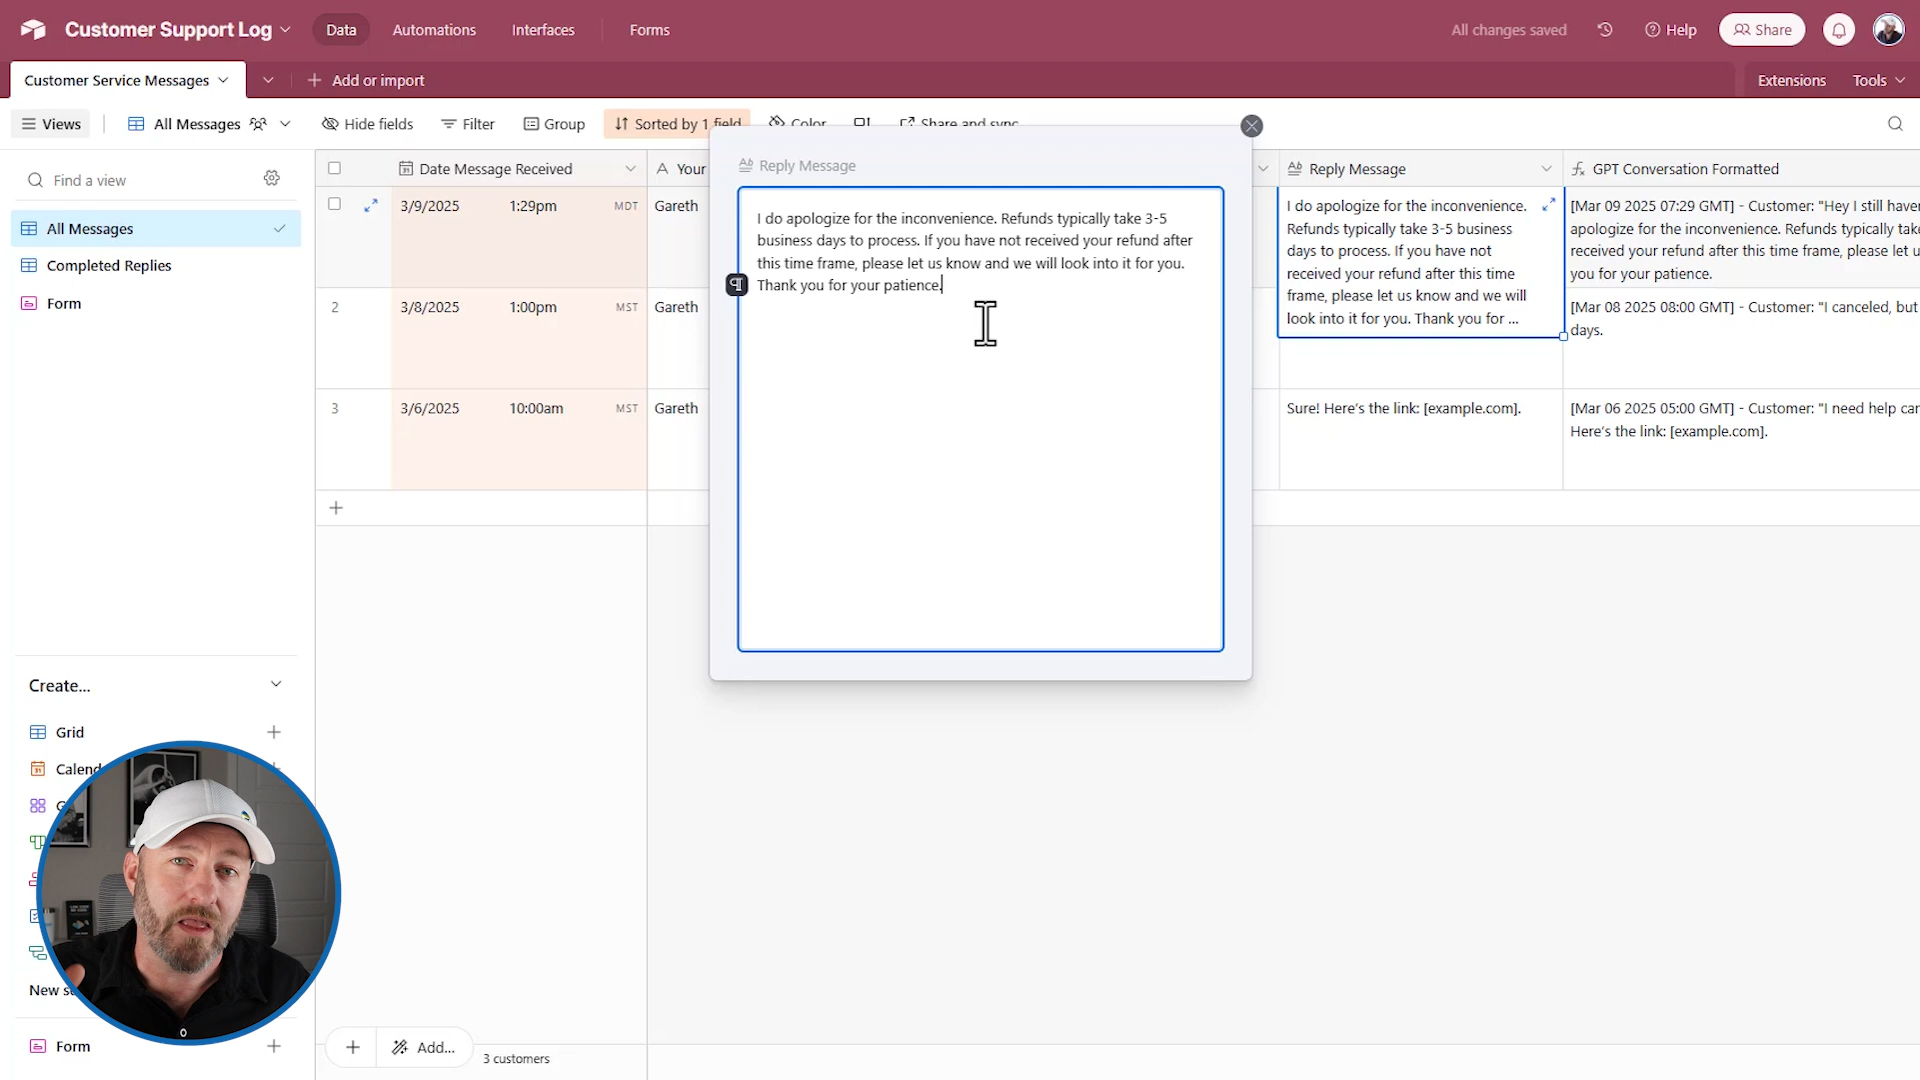 Customer Support Log
Data
Automations
Interfaces
Forms
All changes saved
Help
Share
Customer Service Messages
Add or import
Extensions
Tools
Views
All Messages
Hide fields
Filter
Group
Sorted by 1 field
Color
Share and sync
Find a view
All Messages
Completed Replies
Form
Create...
Grid
New
Form
Date Message Received
Your
Reply Message
GPT Conversation Formatted
3/9/2025 1:29pm MDT Gareth
I do apologize for the inconvenience.
Refunds typically take 3-5 business
days to process. If you have not
received your refund after this time
frame, please let us know and we will
look into it for you. Thank you for ...
[Mar 09 2025 07:29 GMT] - Customer: "Hey I still haven
apologize for the inconvenience. Refunds typically take
received your refund after this time frame, please let u
you for your patience.
2 3/8/2025 1:00pm MST Gareth
[Mar 08 2025 08:00 GMT] - Customer: "I canceled, but
days.
3 3/6/2025 10:00am MST Gareth
Sure! Here's the link: [example.com].
[Mar 06 2025 05:00 GMT] - Customer: "I need help can
Here's the link: [example.com].
Reply Message
I do apologize for the inconvenience. Refunds typically take 3-5
business days to process. If you have not received your refund after
this time frame, please let us know and we will look into it for you.
Thank you for your patience.
Add...
3 customers